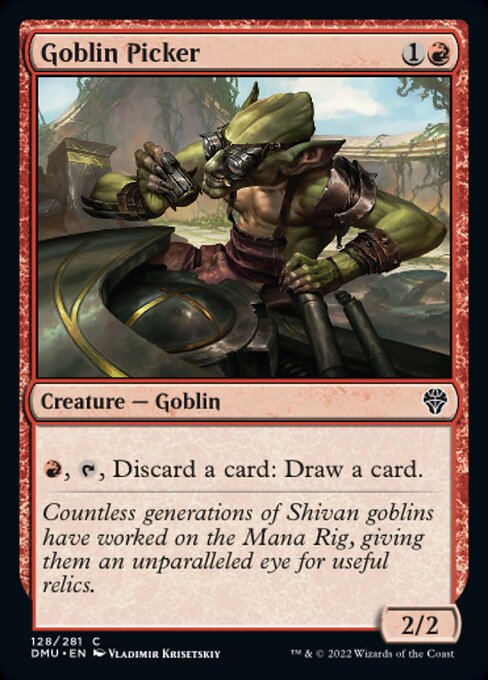 Goblin Picker 1
Creature — Goblin
, , Discard a card: Draw a card.
Countless generations of Shivan goblins
have worked on the Mana Rig, giving
them an unparalleled eye for useful
relics.
2/2
128/281 C
DMU • EN Vladimir Krisetskiy
™ & © 2022 Wizards of the Coast